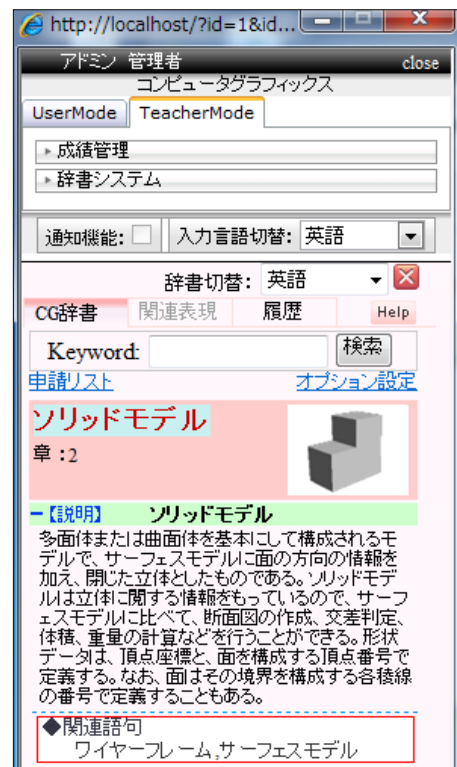 http://localhost/?id=1&id...
アドミン 管理者 close
コンピュータグラフィックス
UserMode TeacherMode
成績管理
辞書システム
通知機能: 入力言語切替: 英語
辞書切替: 英語
CG辞書 関連表現 履歴 Help
Keyword: 検索
申請リスト オプション設定
ソリッドモデル
章:2
−【説明】 ソリッドモデル
多面体または曲面体を基本にして構成されるモ
デルで、サーフェスモデルに面の方向の情報を
加え、閉じた立体としたものである。ソリッドモデ
ルは立体に関する情報をもっているので、サーフ
ェスモデルに比べて、断面図の作成、交差判定、
体積、重量の計算などを行うことができる。形状
データは、頂点座標と、面を構成する頂点番号で
定義する。なお、面はその境界を構成する各稜線
の番号で定義することもある。
◆関連語句
ワイヤーフレーム,サーフェスモデル